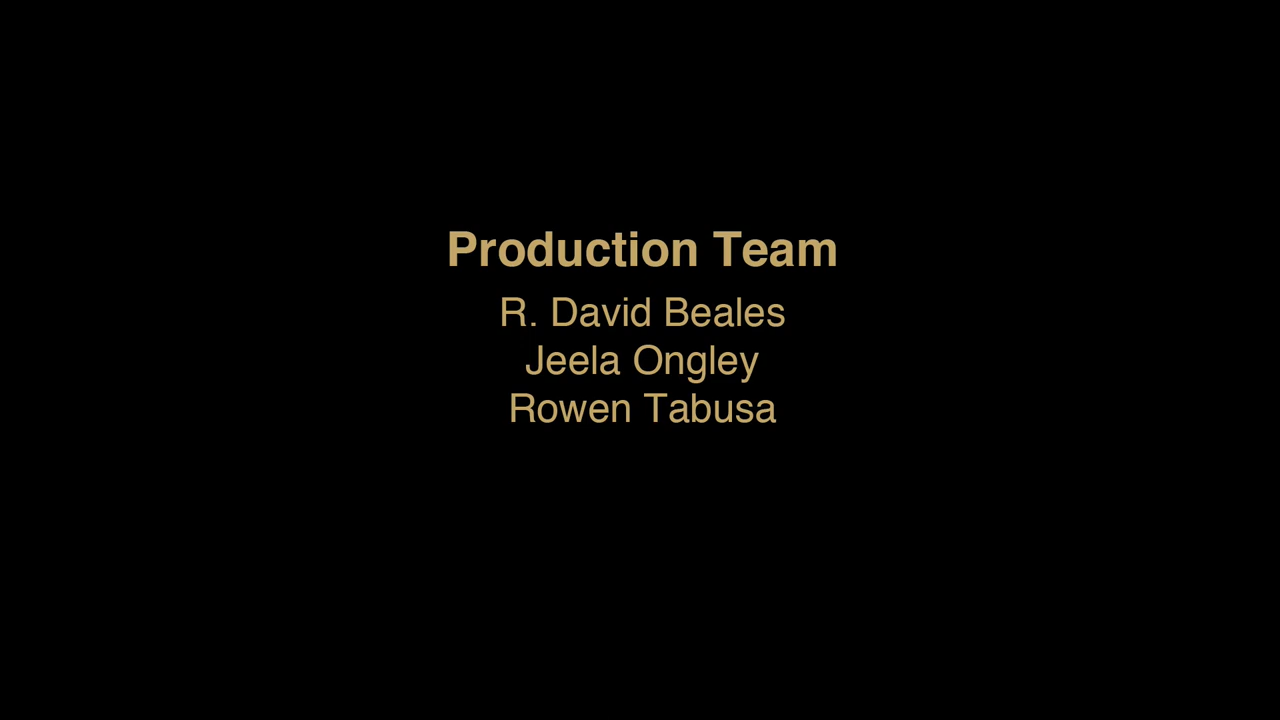 Production Team
R. David Beales
Jeela Ongley
Rowen Tabusa